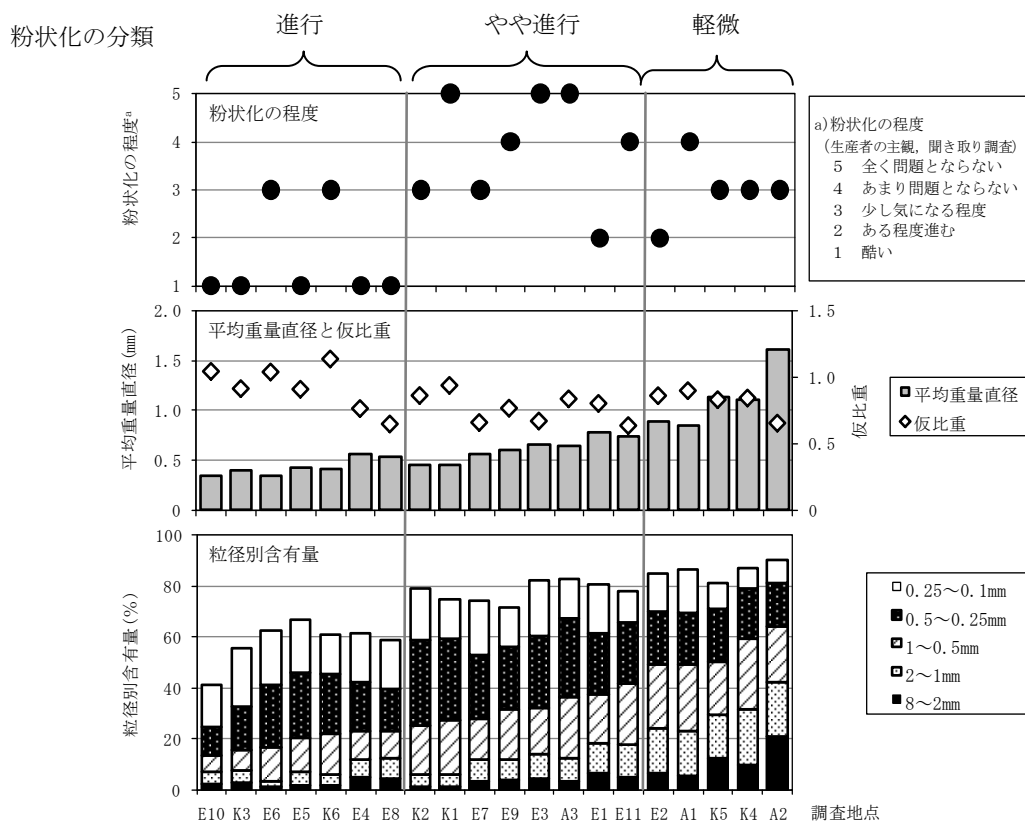 粉状化の分類
進行
やや進行
軽微
粉状化の程度ᵃ
5
4
3
2
1
粉状化の程度
a)粉状化の程度
(生産者の主観,聞き取り調査)
5 全く問題とならない
4 あまり問題とならない
3 少し気になる程度
2 ある程度進む
1 酷い
平均重量直径(mm)
2.0
1.5
1.0
0.5
0
平均重量直径と仮比重
1.5
1.0
0.5
0
仮比重
平均重量直径
仮比重
粒径別含有量(%)
100
80
60
40
20
0
粒径別含有量
0.25～0.1mm
0.5～0.25mm
1～0.5mm
2～1mm
8～2mm
E10 K3 E6 E5 K6 E4 E8 K2 K1 E7 E9 E3 A3 E1 E11 E2 A1 K5 K4 A2 調査地点